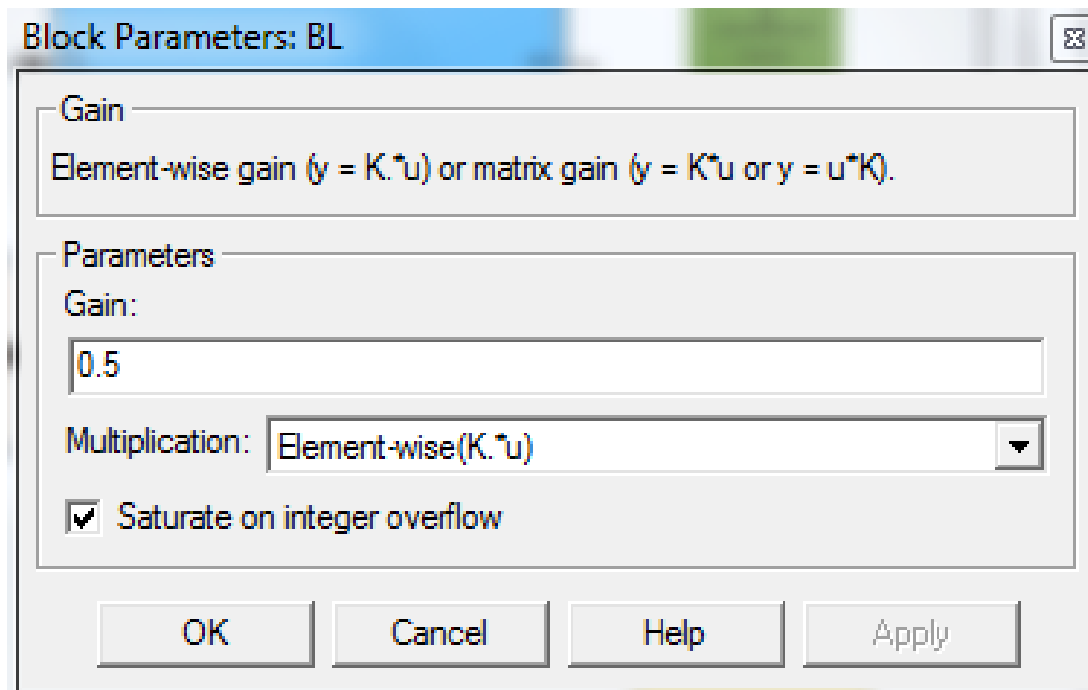 Block Parameters: BL
Gain
Element-wise gain (y = K.*u) or matrix gain (y = K*u or y = u*K).
Parameters
Gain:
0.5
Multiplication: Element-wise(K.*u)
Saturate on integer overflow
OK Cancel Help Apply